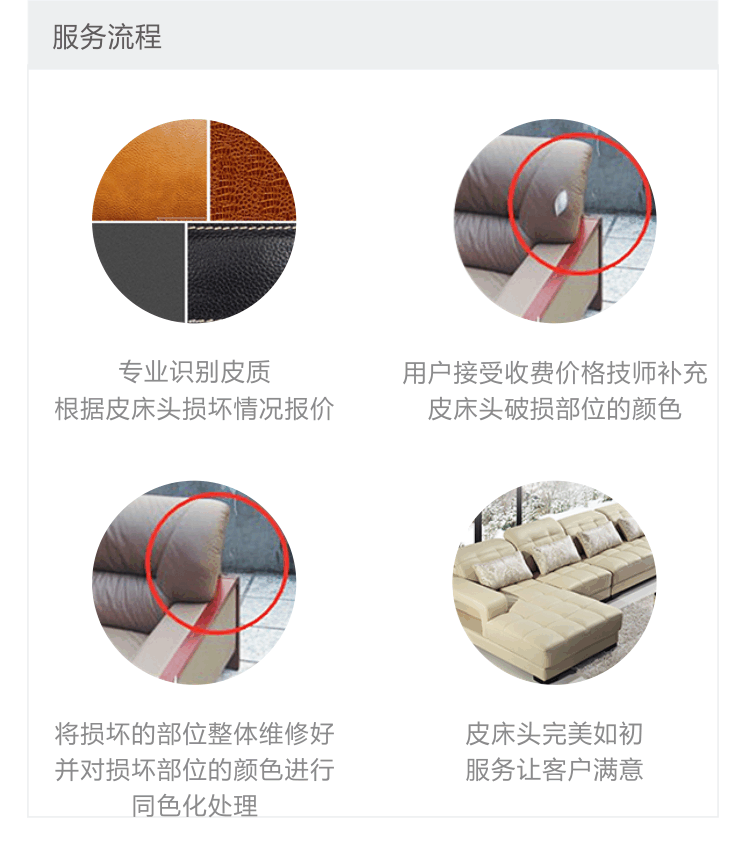 服务流程
专业识别皮质
根据皮床头损坏情况报价
用户接受收费价格技师补充
皮床头破损部位的颜色
将损坏的部位整体维修好
并对损坏部位的颜色进行
同色化处理
皮床头完美如初
服务让客户满意